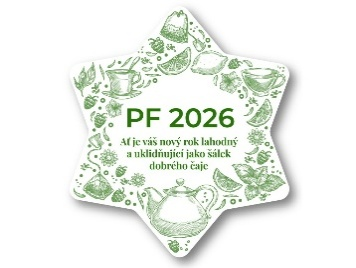 PF 2026
Ať je váš nový rok lahodný
a uklidňující jako šálek
dobrého čaje